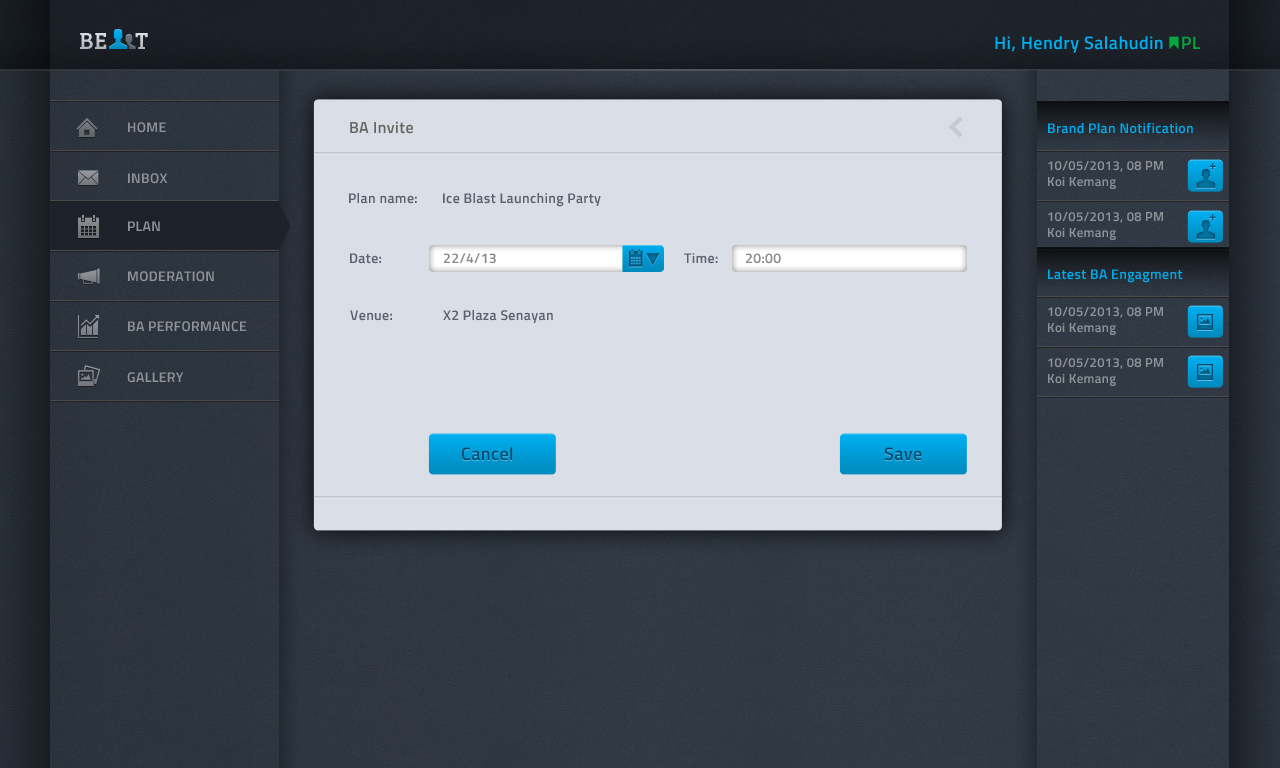 BE T
Hi, Hendry Salahudin PL
HOME
INBOX
PLAN
MODERATION
BA PERFORMANCE
GALLERY
BA Invite
Plan name: Ice Blast Launching Party
Date: 22/4/13 Time: 20:00
Venue: X2 Plaza Senayan
Cancel Save
Brand Plan Notification
10/05/2013, 08 PM
Koi Kemang
10/05/2013, 08 PM
Koi Kemang
Latest BA Engagment
10/05/2013, 08 PM
Koi Kemang
10/05/2013, 08 PM
Koi Kemang